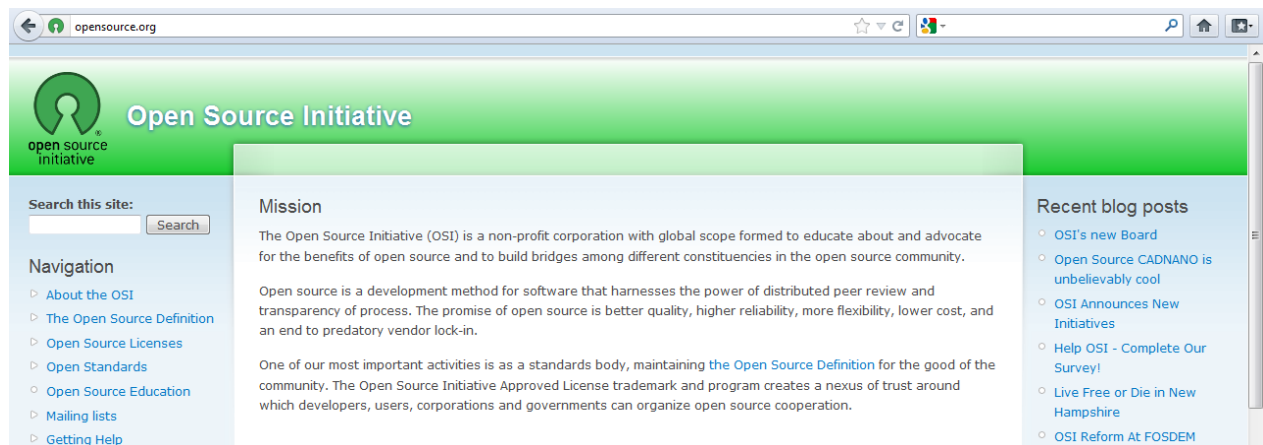 opensource.org
Open Source Initiative
open source
initiative
®
Search this site:
Search
Navigation
About the OSI
The Open Source Definition
Open Source Licenses
Open Standards
Open Source Education
Mailing lists
Getting Help
Mission
The Open Source Initiative (OSI) is a non-profit corporation with global scope formed to educate about and advocate
for the benefits of open source and to build bridges among different constituencies in the open source community.
Open source is a development method for software that harnesses the power of distributed peer review and
transparency of process. The promise of open source is better quality, higher reliability, more flexibility, lower cost, and
an end to predatory vendor lock-in.
One of our most important activities is as a standards body, maintaining the Open Source Definition for the good of the
community. The Open Source Initiative Approved License trademark and program creates a nexus of trust around
which developers, users, corporations and governments can organize open source cooperation.
Recent blog posts
OSI's new Board
Open Source CADNANO is
unbelievably cool
OSI Announces New
Initiatives
Help OSI - Complete Our
Survey!
Live Free or Die in New
Hampshire
OSI Reform At FOSDEM